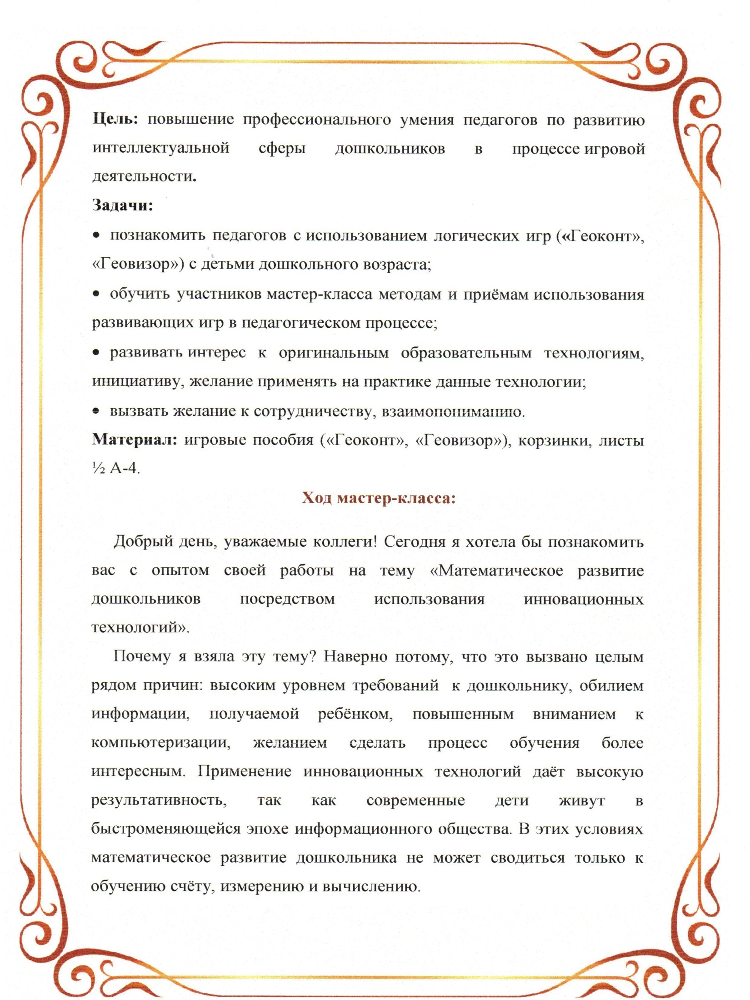 Цель: повышение профессионального умения педагогов по развитию
интеллектуальной сферы дошкольников в процессе игровой
деятельности.
Задачи:
• познакомить педагогов с использованием логических игр («Геоконт»,
«Геовизор») с детьми дошкольного возраста;
• обучить участников мастер-класса методам и приёмам использования
развивающих игр в педагогическом процессе;
• развивать интерес к оригинальным образовательным технологиям,
инициативу, желание применять на практике данные технологии;
• вызвать желание к сотрудничеству, взаимопониманию.
Материал: игровые пособия («Геоконт», «Геовизор»), корзинки, листы
½ А-4.
Ход мастер-класса:
Добрый день, уважаемые коллеги! Сегодня я хотела бы познакомить
вас с опытом своей работы на тему «Математическое развитие
дошкольников посредством использования инновационных
технологий».
Почему я взяла эту тему? Наверно потому, что это вызвано целым
рядом причин: высоким уровнем требований к дошкольнику, обилием
информации, получаемой ребёнком, повышенным вниманием к
компьютеризации, желанием сделать процесс обучения более
интересным. Применение инновационных технологий даёт высокую
результативность, так как современные дети живут в
быстроменяющейся эпохе информационного общества. В этих условиях
математическое развитие дошкольника не может сводиться только к
обучению счёту, измерению и вычислению.